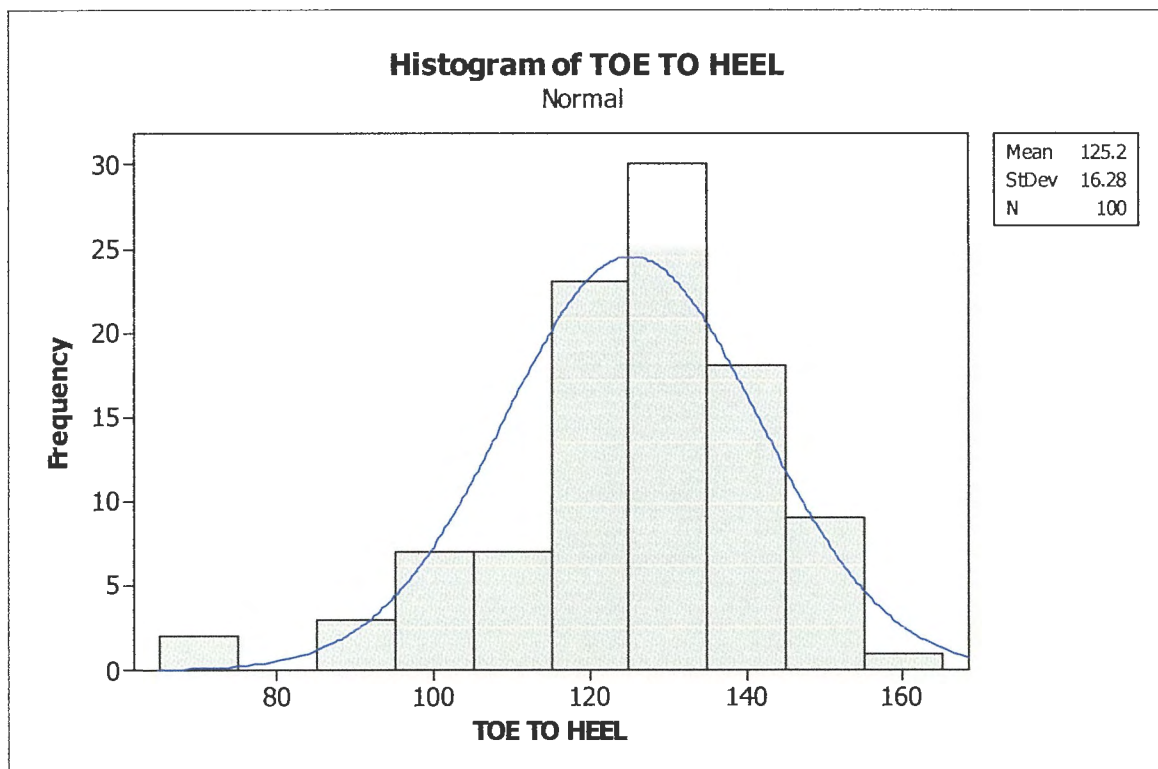 Histogram of TOE TO HEEL
Normal
Mean 125.2
StDev 16.28
N 100
30
25
20
15
10
5
0
Frequency
80 100 120 140 160
TOE TO HEEL